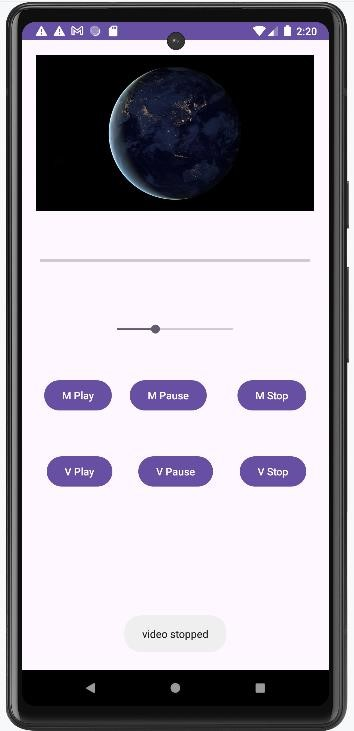 2:20
M Play
M Pause
M Stop
V Play
V Pause
V Stop
video stopped